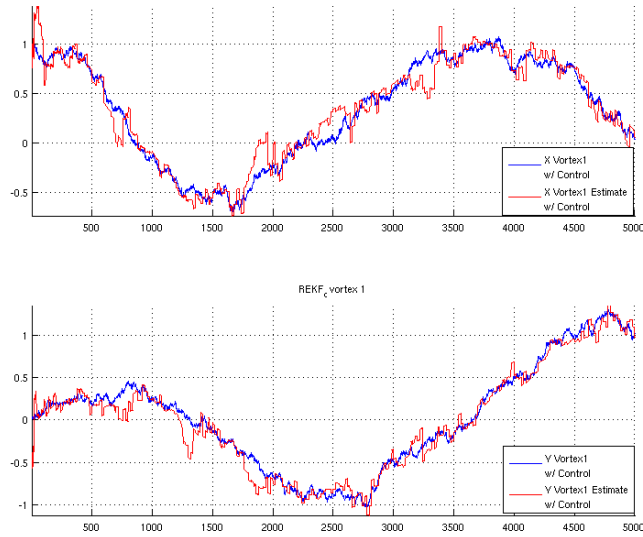 1
0.5
0
-0.5
500 1000 1500 2000 2500 3000 3500 4000 4500 5000
X Vortex1
w/ Control
X Vortex1 Estimate
w/ Control
REKF_c vortex 1
1
0.5
0
-0.5
-1
500 1000 1500 2000 2500 3000 3500 4000 4500 5000
Y Vortex1
w/ Control
Y Vortex1 Estimate
w/ Control